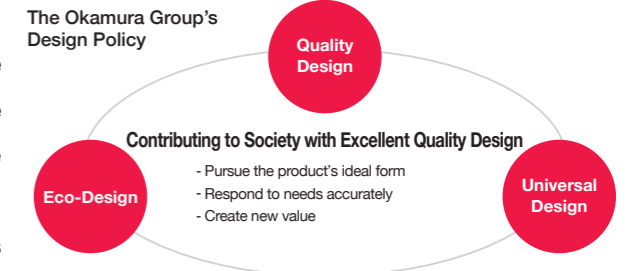 The Okamura Group's
Design Policy
Quality
Design
Contributing to Society with Excellent Quality Design
- Pursue the product's ideal form
- Respond to needs accurately
- Create new value
Eco-Design
Universal
Design